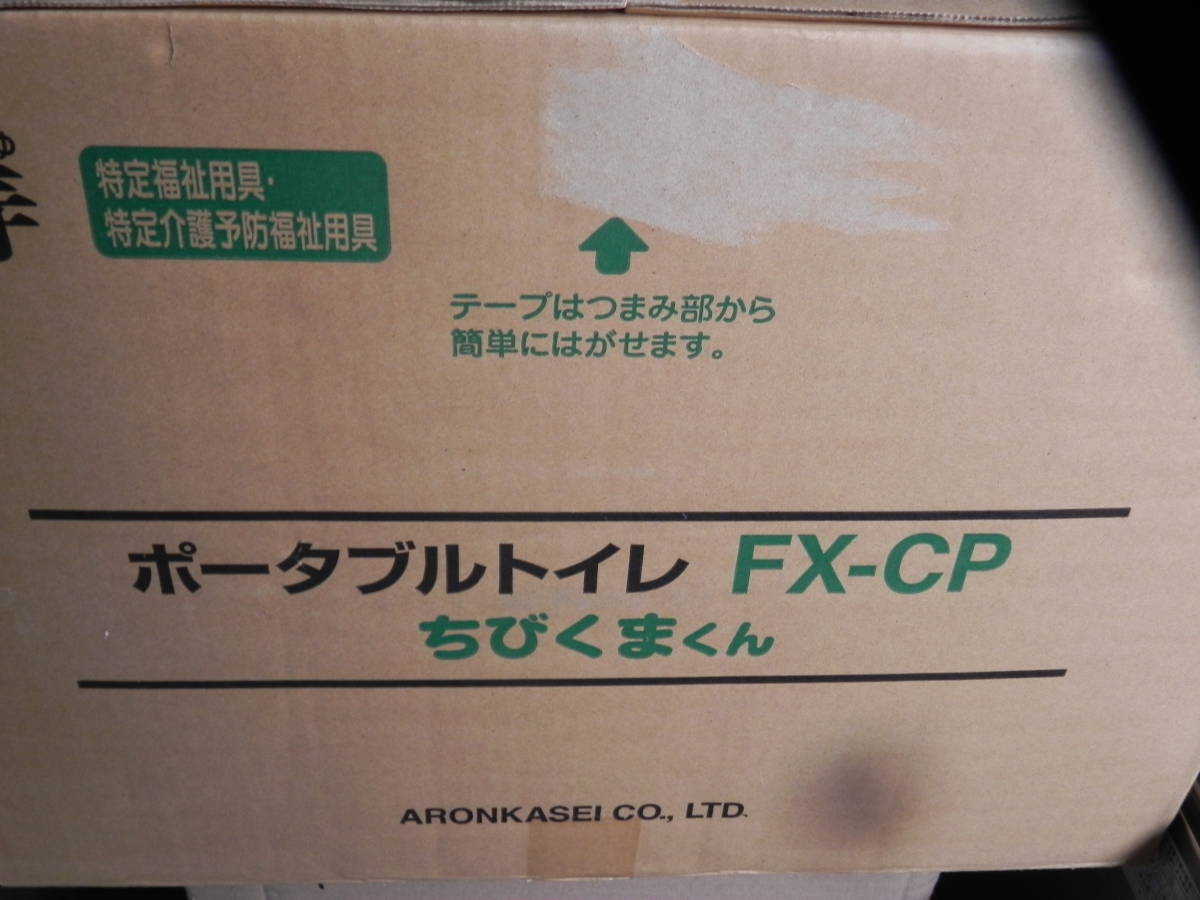 特定福祉用具・
特定介護予防福祉用具
テープはつまみ部から
簡単にはがせます。
ポータブルトイレ FX-CP
ちびくまくん
ARONKASEI CO., LTD.